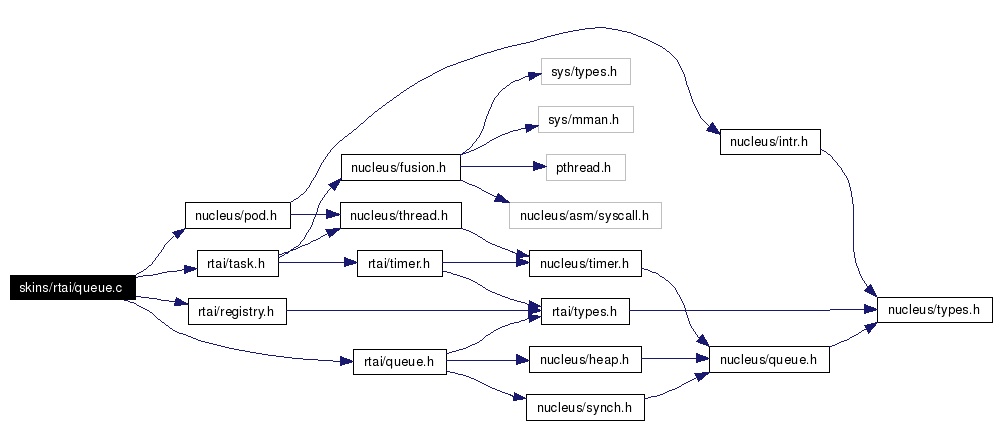 sys/types.h
sys/mman.h
nucleus/intr.h
nucleus/fusion.h
pthread.h
nucleus/pod.h
nucleus/thread.h
nucleus/asm/syscall.h
rtai/task.h
rtai/timer.h
nucleus/timer.h
skins/rtai/queue.c
rtai/registry.h
rtai/types.h
nucleus/types.h
rtai/queue.h
nucleus/heap.h
nucleus/queue.h
nucleus/synch.h